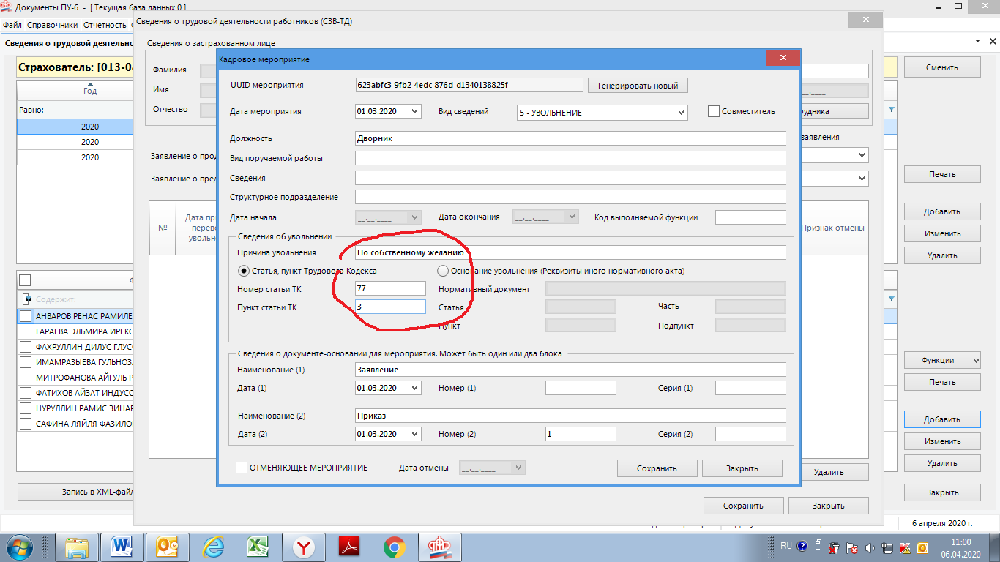 Документы ПУ-6 - [ Текущая база данных 0 ]
Файл Справочники Отчетность
Сведения о трудовой деятельности работников (СЗВ-ТД)
Сведения о трудовой
Сведения о застрахованном лице
Страхователь: [013-0
Фамилия
Имя
Отчество
Кадровое мероприятие
UUID мероприятия 623abfc3-9fb2-4edc-876d-d1340138825f Генерировать новый
Дата мероприятия 01.03.2020 Вид сведений 5 - УВОЛЬНЕНИЕ Совместитель
Должность Дворник
Вид поручаемой работы
Сведения
Структурное подразделение
Дата начала __.__.____ Дата окончания __.__.____ Код выполняемой функции
Сведения об увольнении
Причина увольнения По собственному желанию
Статья, пункт Трудового Кодекса Основание увольнения (Реквизиты иного нормативного акта)
Номер статьи ТК 77 Нормативный документ
Пункт статьи ТК 3 Статья Часть
Пункт Подпункт
Сведения о документе-основании для мероприятия. Может быть один или два блока
Наименование (1) Заявление
Дата (1) 01.03.2020 Номер (1) Серия (1)
Наименование (2) Приказ
Дата (2) 01.03.2020 Номер (2) 1 Серия (2)
ОТМЕНЯЮЩЕЕ МЕРОПРИЯТИЕ Дата отмены __.__.____ Сохранить Закрыть
Год
Равно:
2020
2020
2020
Заявление о
Заявление о
№
Дата
Содержит:
АНВАРОВ РЕНАС РАМИЛЕ
ГАРАЕВА ЭЛЬМИРА ИРЕКС
ФАХРУЛЛИН ДИЛУС ГЛУСС
ИМАМРАЗЫЕВА ГУЛЬНОЗА
МИТРОФАНОВА АЙГУЛЬ Р
ФАТИХОВ АЙЗАТ ИНДУСС
НУРУЛЛИН РАМИС ЗИНАР
САФИНА ЛЯЙЛЯ ФАЗИЛО
Запись в XML-файл
заявления
Признак отмены
Удалить
Сохранить Закрыть
Сменить
Печать
Добавить
Изменить
Удалить
Функции
Печать
Добавить
Изменить
Удалить
Закрыть
6 апреля 2020 г.
RU
11:00
06.04.2020